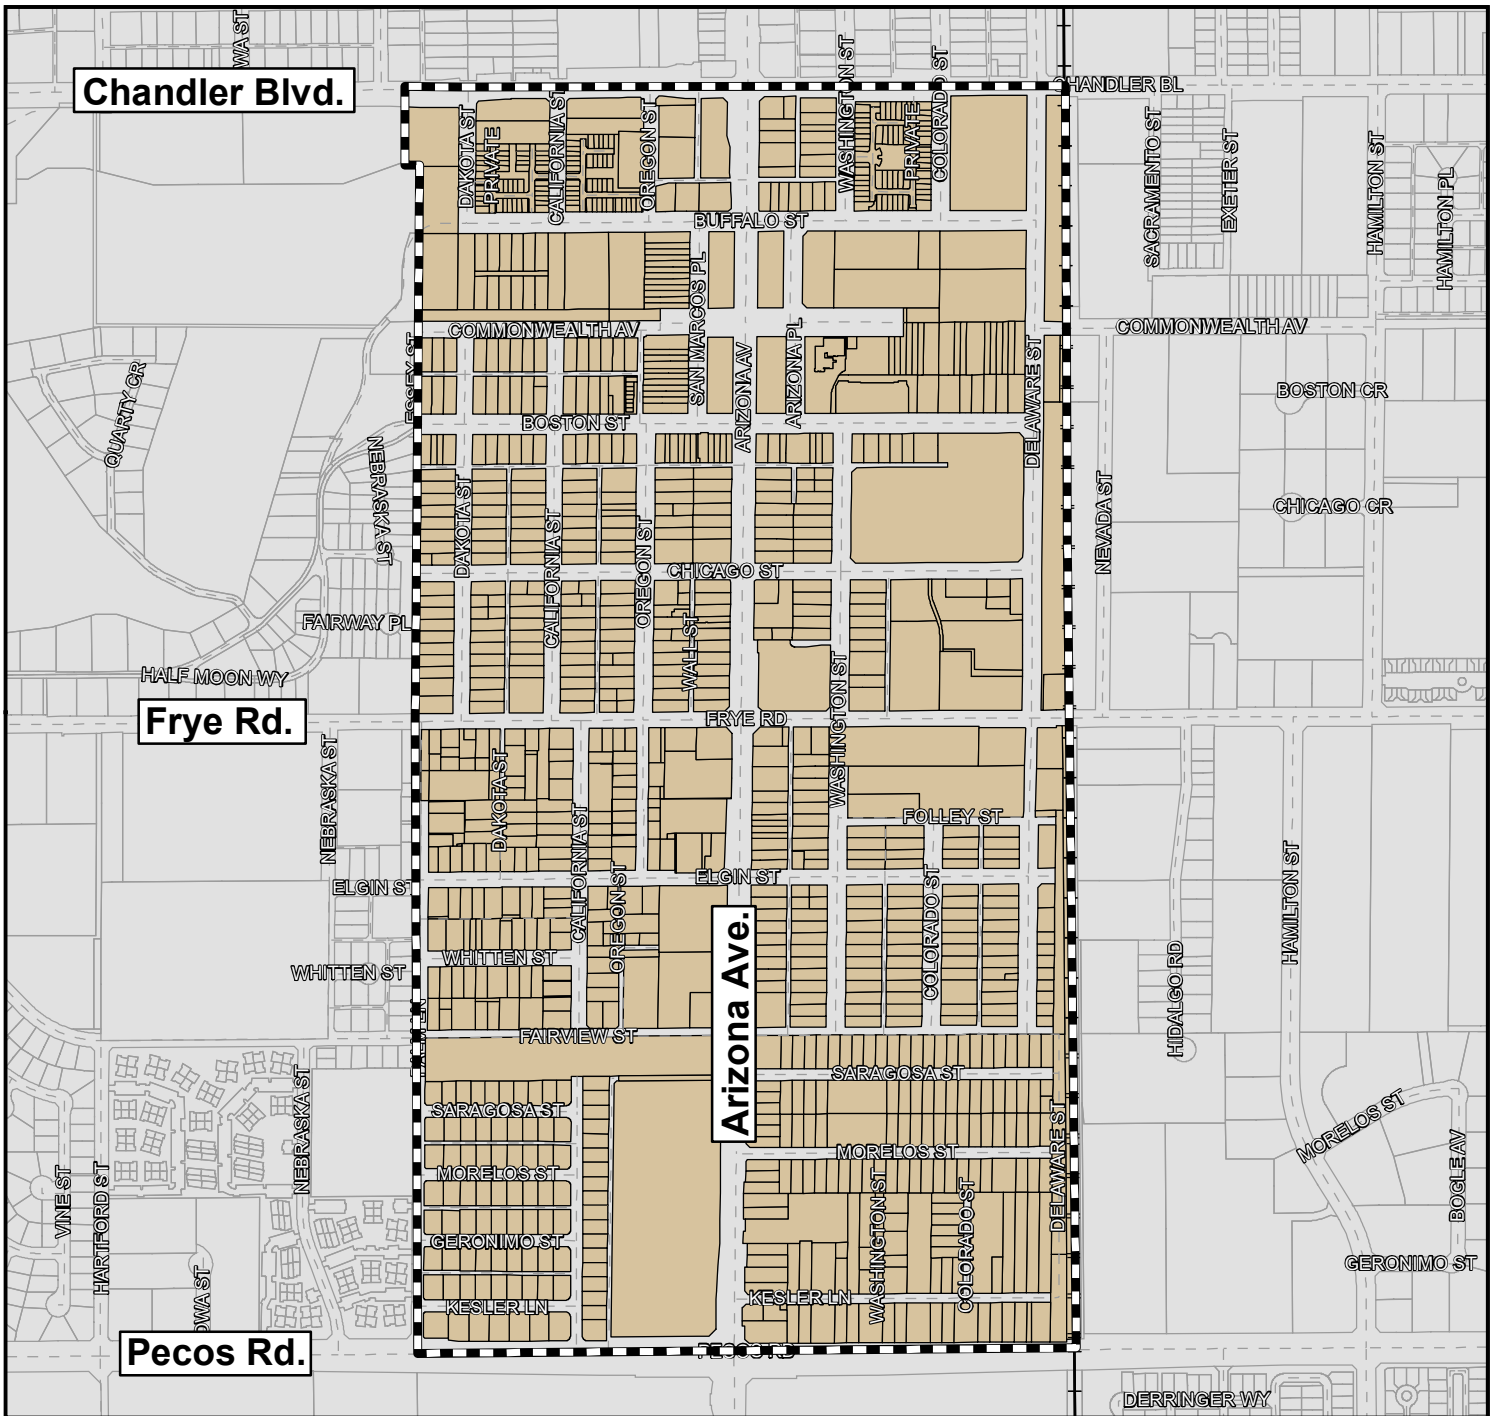 OWA ST
Chandler Blvd.
CHANDLER BL
WASHINGTON ST
COLORADO ST
DAKOTA ST
PRIVATE
CALIFORNIA ST
OREGON ST
PRIVATE
SACRAMENTO ST
EXETER ST
HAMILTON ST
HAMILTON PL
BUFFALO ST
SAN MARCOS PL
COMMONWEALTH AV
COMMONWEALTH AV
ARIZONA AV
ARIZONA PL
DELAWARE ST
QUARTY CR
BOSTON CR
BOSTON ST
NEBRASKA ST
DAKOTA ST
CALIFORNIA ST
OREGON ST
NEVADA ST
CHICAGO CR
CHICAGO ST
FAIRWAY PL
WALL ST
WASHINGTON ST
HALF MOON WY
Frye Rd.
FRYE RD
NEBRASKA ST
DAKOTA ST
CALIFORNIA ST
FOLLEY ST
ELGIN ST
ELGIN S
OREGON ST
COLORADO ST
HAMILTON ST
Arizona Ave.
WHITTEN ST
WHITTEN ST
HIDALGO RD
FAIRVIEW ST
SARAGOSA ST
NEBRASKA ST
SARAGOSA ST
DELAWARE ST
MORELOS ST
MORELOS ST
MORELOS ST
VINE ST
HARTFORD ST
WASHINGTON ST
COLORADO ST
BOGLE AV
GERONIMO ST
GERONIMO ST
OWA ST
KESLER LN
KESLER LN
Pecos Rd.
PECOS RD
DERRINGER WY